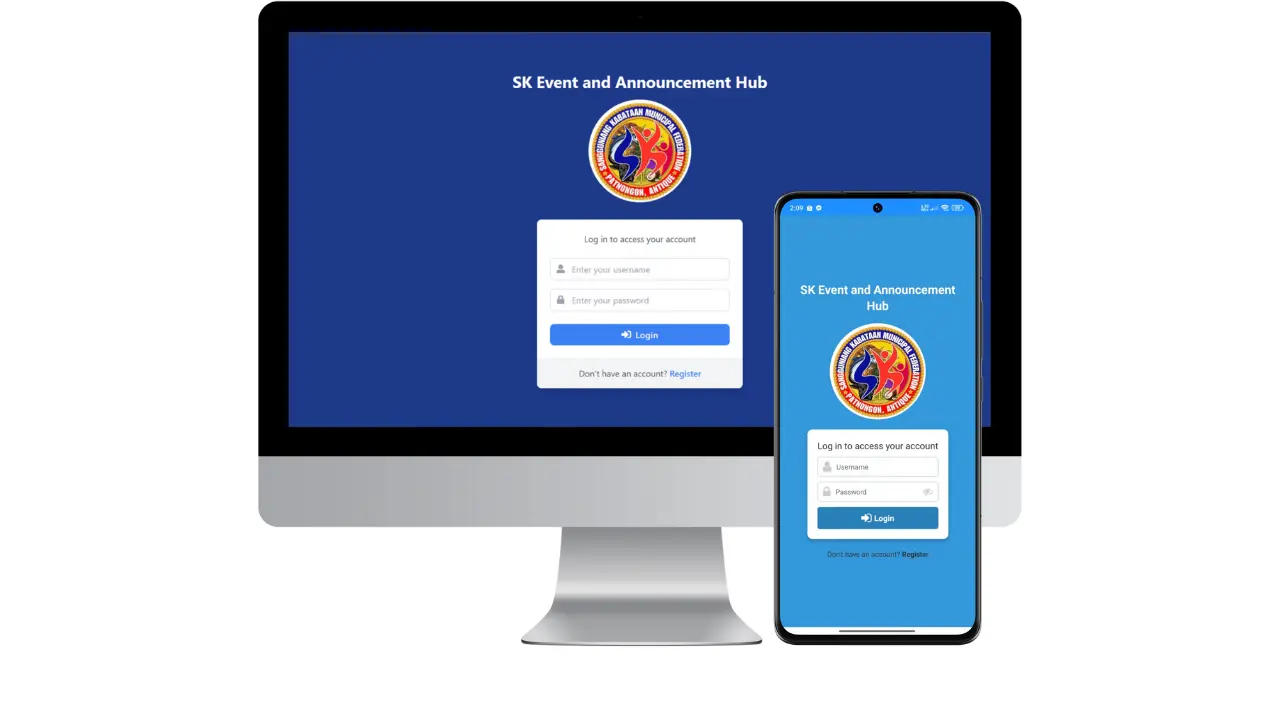 SK Event and Announcement Hub
SANGGUNIANG KABATAAN MUNICIPAL FEDERATION
PATNONGON, ANTIQUE
Log in to access your account
Enter your username
Enter your password
Login
Don't have an account? Register
2:09
SK Event and Announcement
Hub
SANGGUNIANG KABATAAN MUNICIPAL FEDERATION
PATNONGON, ANTIQUE
Log in to access your account
Username
Password
Login
Don't have an account? Register